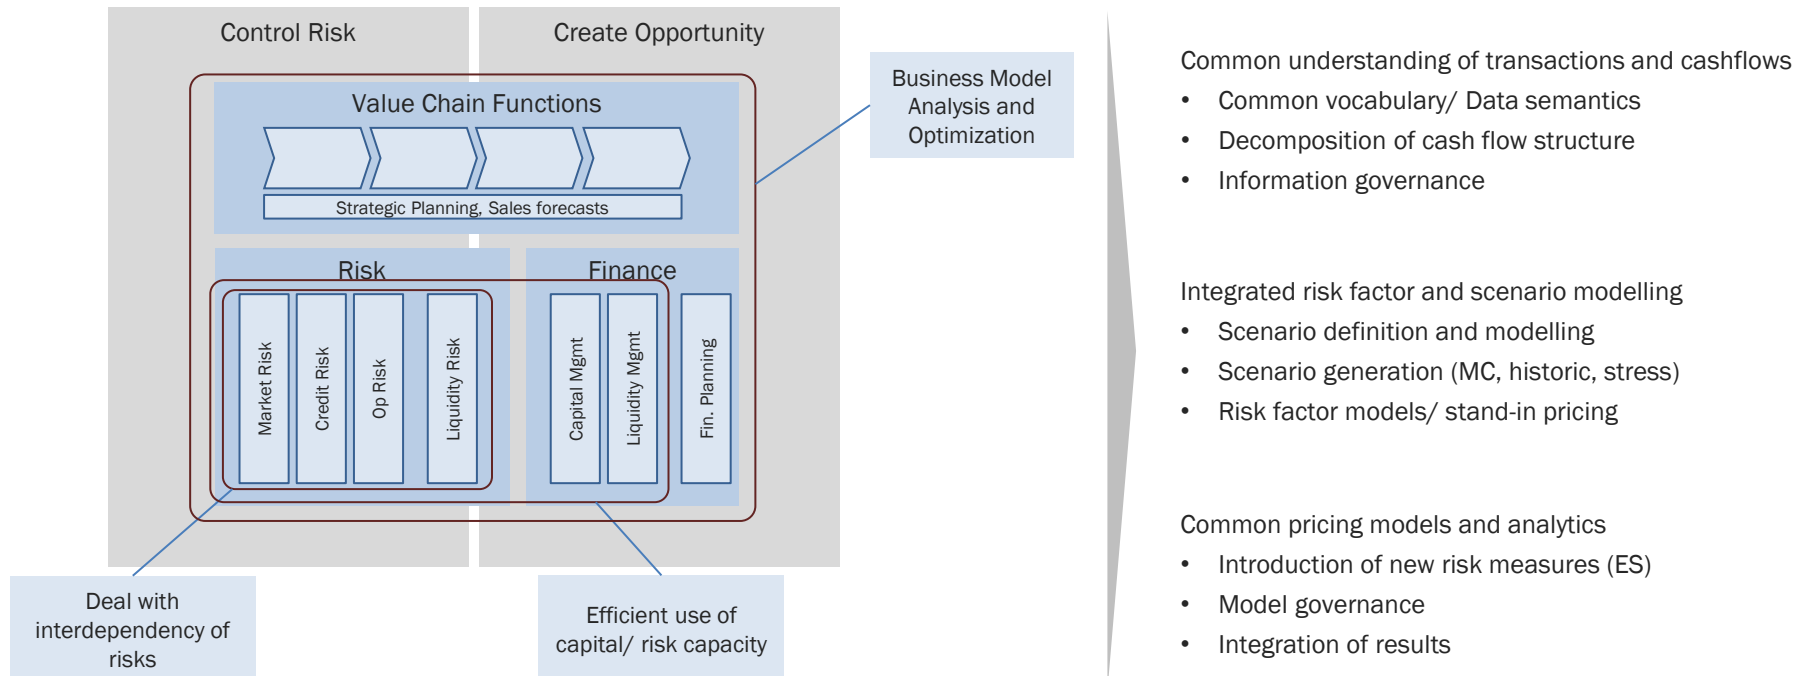 Control Risk
Create Opportunity
Value Chain Functions
Strategic Planning, Sales forecasts
Risk
Finance
Market Risk
Credit Risk
Op Risk
Liquidity Risk
Capital Mgmt
Liquidity Mgmt
Fin. Planning
Business Model
Analysis and
Optimization
Deal with
interdependency of
risks
Efficient use of
capital/ risk capacity
Common understanding of transactions and cashflows
• Common vocabulary/ Data semantics
• Decomposition of cash flow structure
• Information governance
Integrated risk factor and scenario modelling
• Scenario definition and modelling
• Scenario generation (MC, historic, stress)
• Risk factor models/ stand-in pricing
Common pricing models and analytics
• Introduction of new risk measures (ES)
• Model governance
• Integration of results